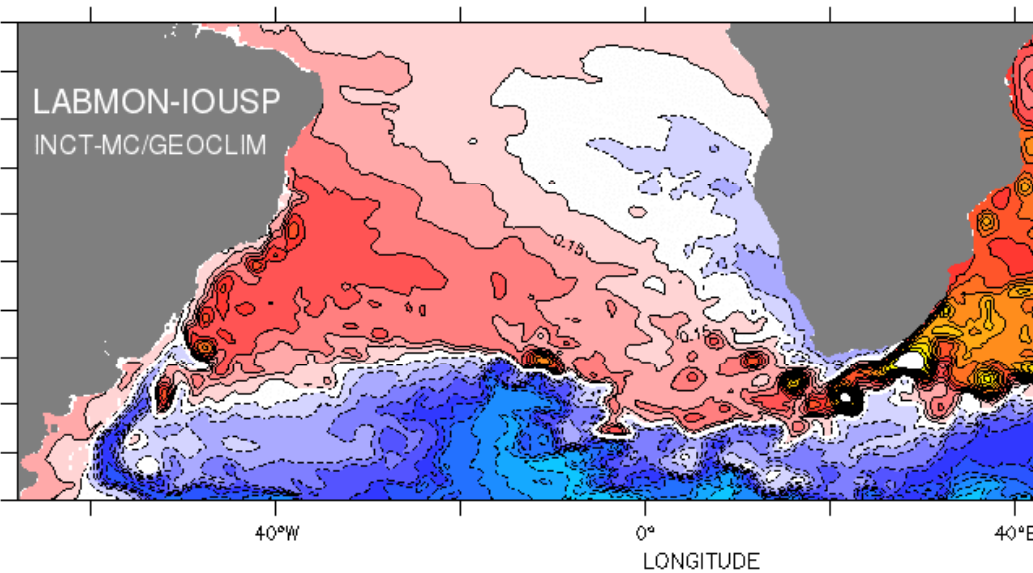 LABMON-IOUSP
INCT-MC/GEOCLIM
0.15
0.15
40°W
0°
40°E
LONGITUDE